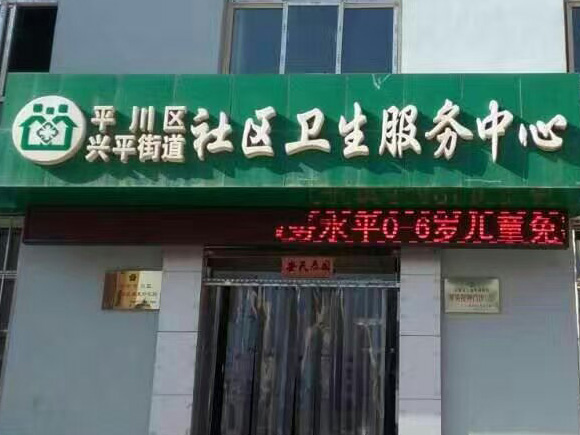 平川区
兴平街道
社区卫生服务中心
永平0-6岁儿童免